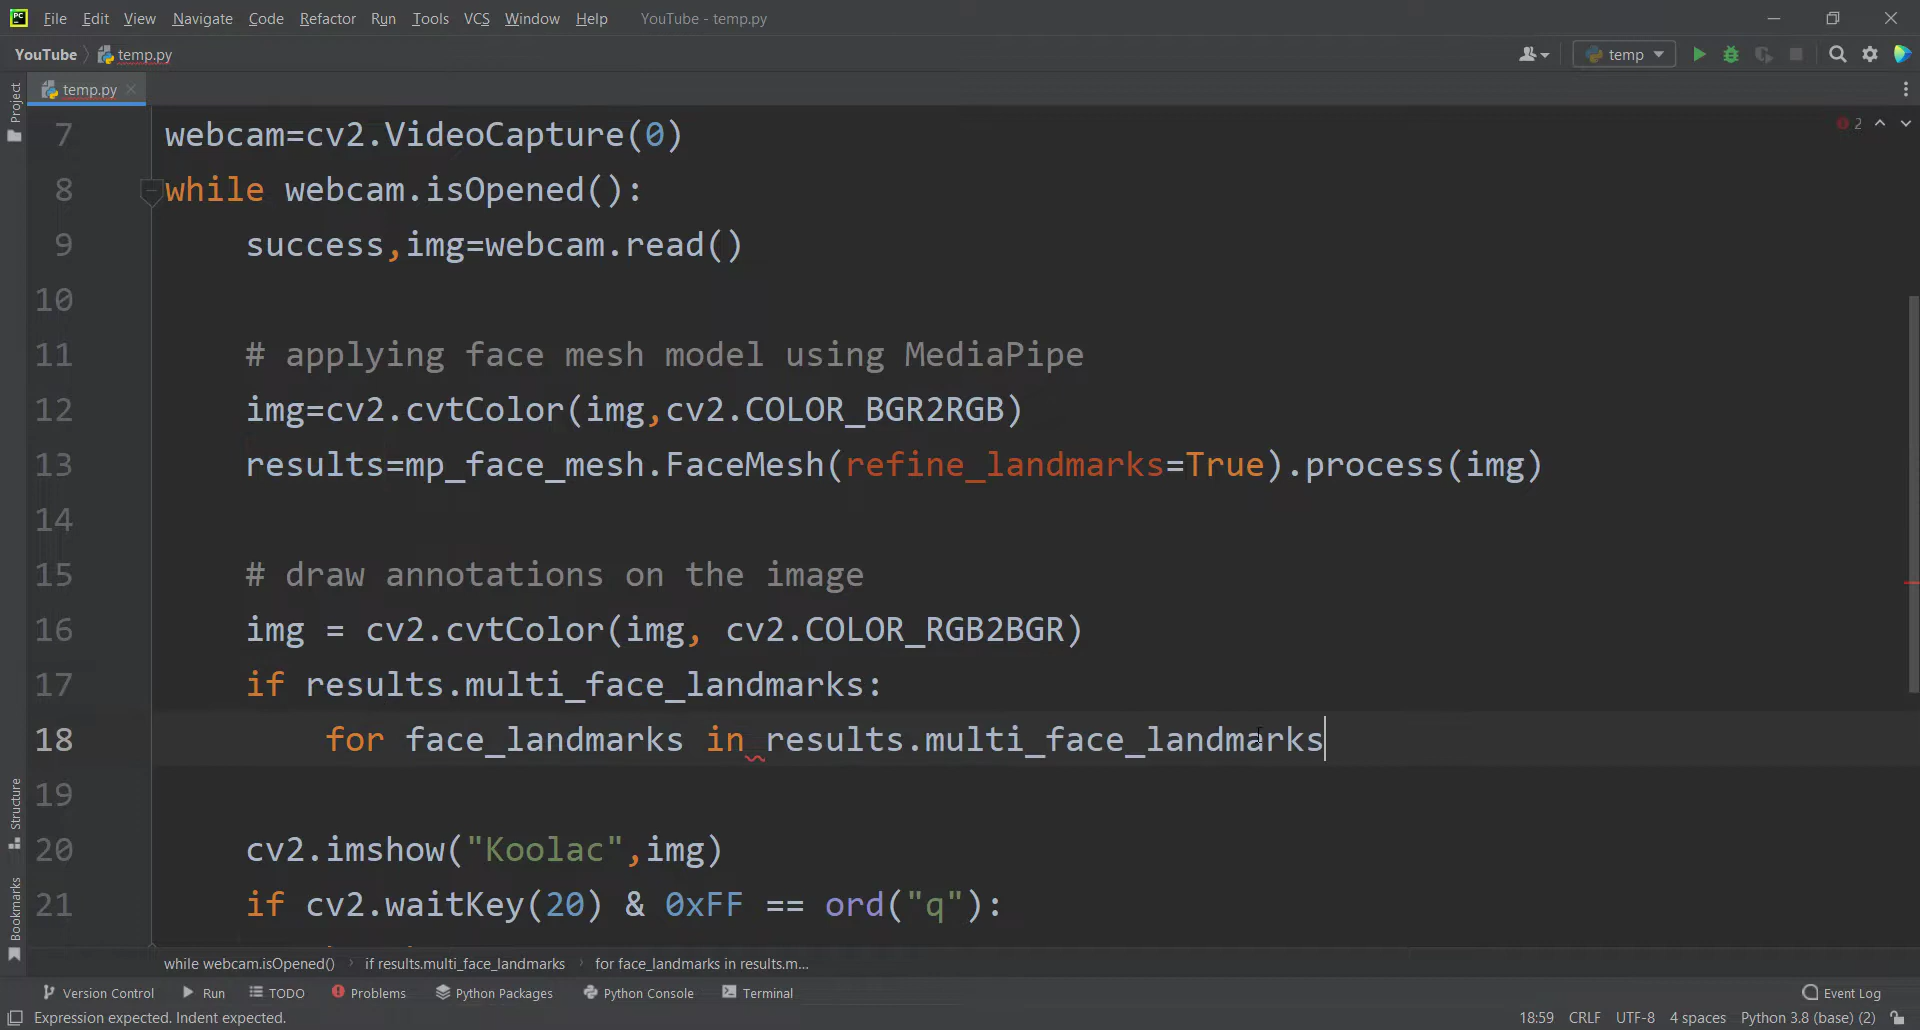 PC File Edit View Navigate Code Refactor Run Tools VCS Window Help YouTube - temp.py
YouTube temp.py temp
Project
temp.py
7 webcam=cv2.VideoCapture(0)
2
8 while webcam.isOpened():
9 success,img=webcam.read()
10
11 # applying face mesh model using MediaPipe
12 img=cv2.cvtColor(img,cv2.COLOR_BGR2RGB)
13 results=mp_face_mesh.FaceMesh(refine_landmarks=True).process(img)
14
15 # draw annotations on the image
16 img = cv2.cvtColor(img, cv2.COLOR_RGB2BGR)
17 if results.multi_face_landmarks:
18 for face_landmarks in results.multi_face_landmarks
19
20 cv2.imshow("Koolac",img)
21 if cv2.waitKey(20) & 0xFF == ord("q"):
Structure
Bookmarks
while webcam.isOpened() if results.multi_face_landmarks for face_landmarks in results.m...
Version Control Run TODO Problems Python Packages Python Console Terminal Event Log
Expression expected. Indent expected. 18:59 CRLF UTF-8 4 spaces Python 3.8 (base) (2)